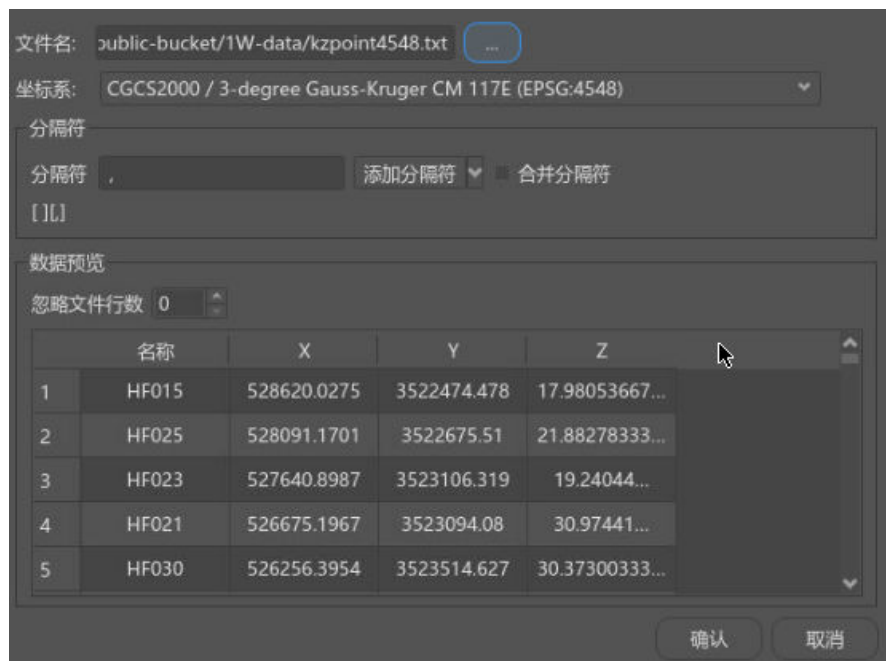 文件名: public-bucket/1W-data/kzpoint4548.txt ...
坐标系: CGCS2000 / 3-degree Gauss-Kruger CM 117E (EPSG:4548)
分隔符
分隔符 , 添加分隔符 合并分隔符
[ ][,]
数据预览
忽略文件行数 0
名称 X Y Z
1 HF015 528620.0275 3522474.478 17.98053667...
2 HF025 528091.1701 3522675.51 21.88278333...
3 HF023 527640.8987 3523106.319 19.24044...
4 HF021 526675.1967 3523094.08 30.97441...
5 HF030 526256.3954 3523514.627 30.37300333...
确认 取消